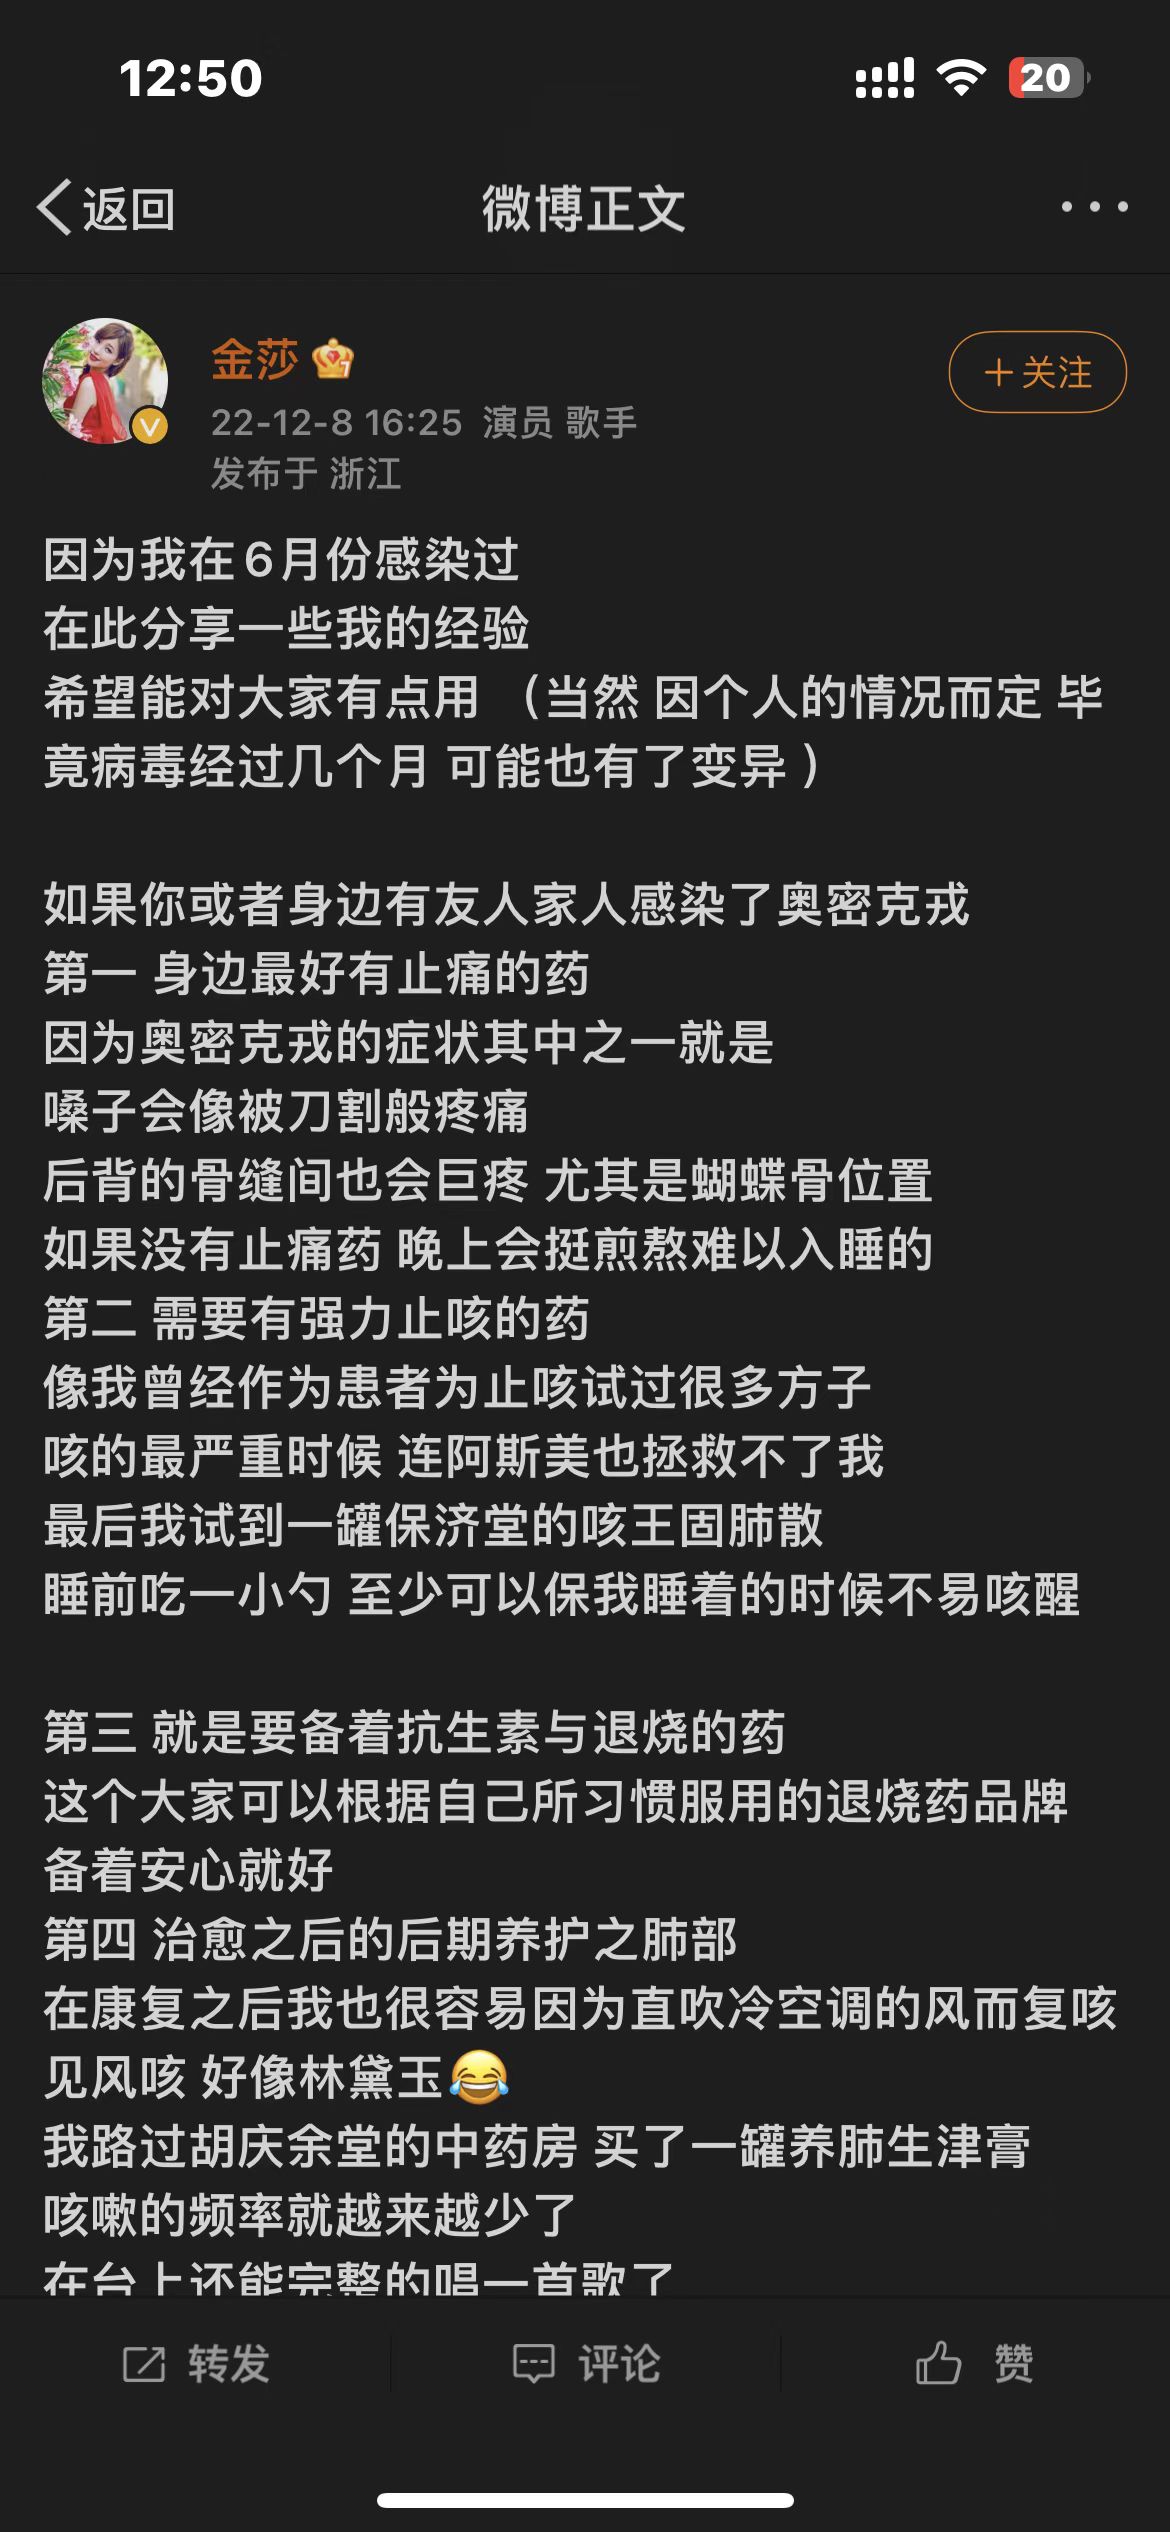 12:50
20
返回
微博正文
金莎
+关注
22-12-8 16:25 演员 歌手
发布于 浙江
因为我在6月份感染过
在此分享一些我的经验
希望能对大家有点用 （当然 因个人的情况而定 毕
竟病毒经过几个月 可能也有了变异 ）
如果你或者身边有友人家人感染了奥密克戎
第一 身边最好有止痛的药
因为奥密克戎的症状其中之一就是
嗓子会像被刀割般疼痛
后背的骨缝间也会巨疼 尤其是蝴蝶骨位置
如果没有止痛药 晚上会挺煎熬难以入睡的
第二 需要有强力止咳的药
像我曾经作为患者为止咳试过很多方子
咳的最严重时候 连阿斯美也拯救不了我
最后我试到一罐保济堂的咳王固肺散
睡前吃一小勺 至少可以保我睡着的时候不易咳醒
第三 就是要备着抗生素与退烧的药
这个大家可以根据自己所习惯服用的退烧药品牌
备着安心就好
第四 治愈之后的后期养护之肺部
在康复之后我也很容易因为直吹冷空调的风而复咳
见风咳 好像林黛玉😂
我路过胡庆余堂的中药房 买了一罐养肺生津膏
咳嗽的频率就越来越少了
在台上还能完整的唱一首歌了
转发
评论
赞